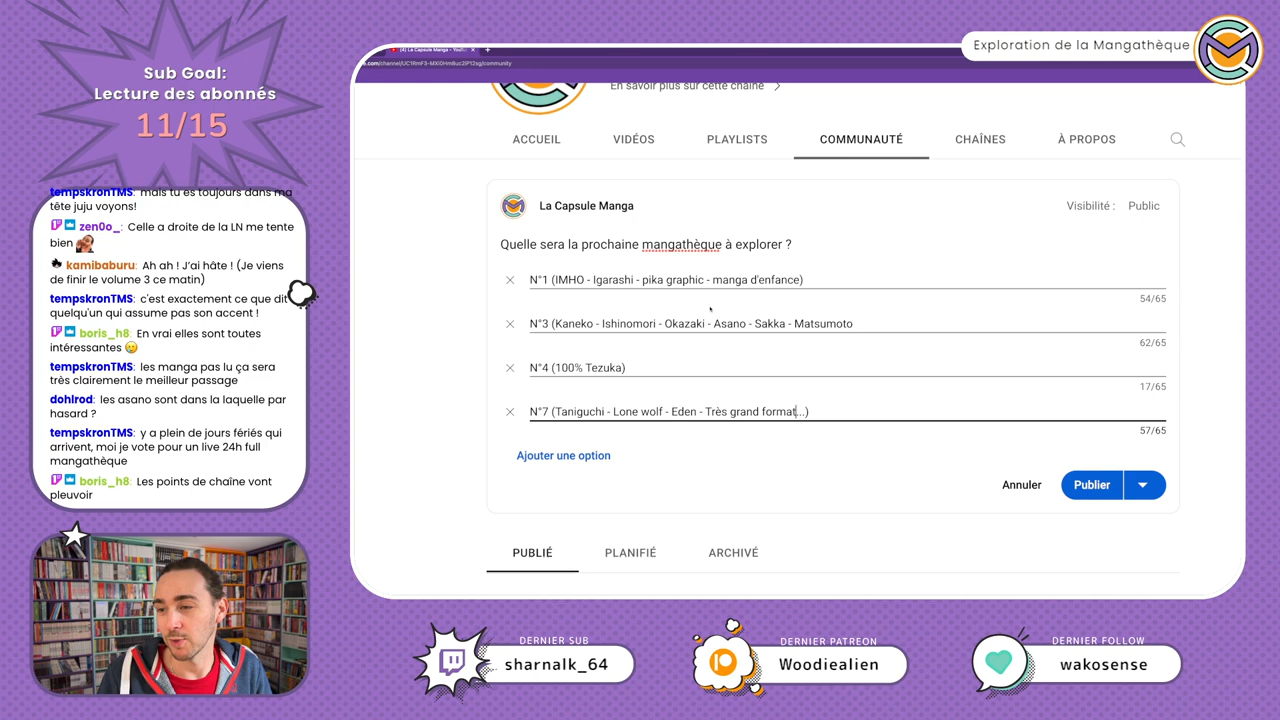 Sub Goal:
Lecture des abonnés
11/15
tempskronTMS: mais tu es toujours dans ma
tête juju voyons!
zen0o_: Celle a droite de la LN me tente
bien
kamibaburu: Ah ah ! J'ai hâte ! (Je viens
de finir le volume 3 ce matin)
tempskronTMS: c'est exactement ce que dit
quelqu'un qui assume pas son accent !
boris_h8: En vrai elles sont toutes
intéressantes
tempskronTMS: les manga pas lu ça sera
très clairement le meilleur passage
dohlrod: les asano sont dans la laquelle par
hasard ?
tempskronTMS: y a plein de jours fériés qui
arrivent, moi je vote pour un live 24h full
mangathèque
boris_h8: Les points de chaîne vont
pleuvoir
Exploration de la Mangathèque
(4) La Capsule Manga - YouTu
En savoir plus sur cette chaîne
ACCUEIL
VIDÉOS
PLAYLISTS
COMMUNAUTÉ
CHAÎNES
À PROPOS
La Capsule Manga
Visibilité :
Public
Quelle sera la prochaine mangathèque à explorer ?
N°1 (IMHO - Igarashi - pika graphic - manga d'enfance)
54/65
N°3 (Kaneko - Ishinomori - Okazaki - Asano - Sakka - Matsumoto
62/65
N°4 (100% Tezuka)
17/65
N°7 (Taniguchi - Lone wolf - Eden - Très grand format...)
57/65
Ajouter une option
Annuler
Publier
PUBLIÉ
PLANIFIÉ
ARCHIVÉ
DERNIER SUB
sharnalk_64
DERNIER PATREON
Woodiealien
DERNIER FOLLOW
wakosense